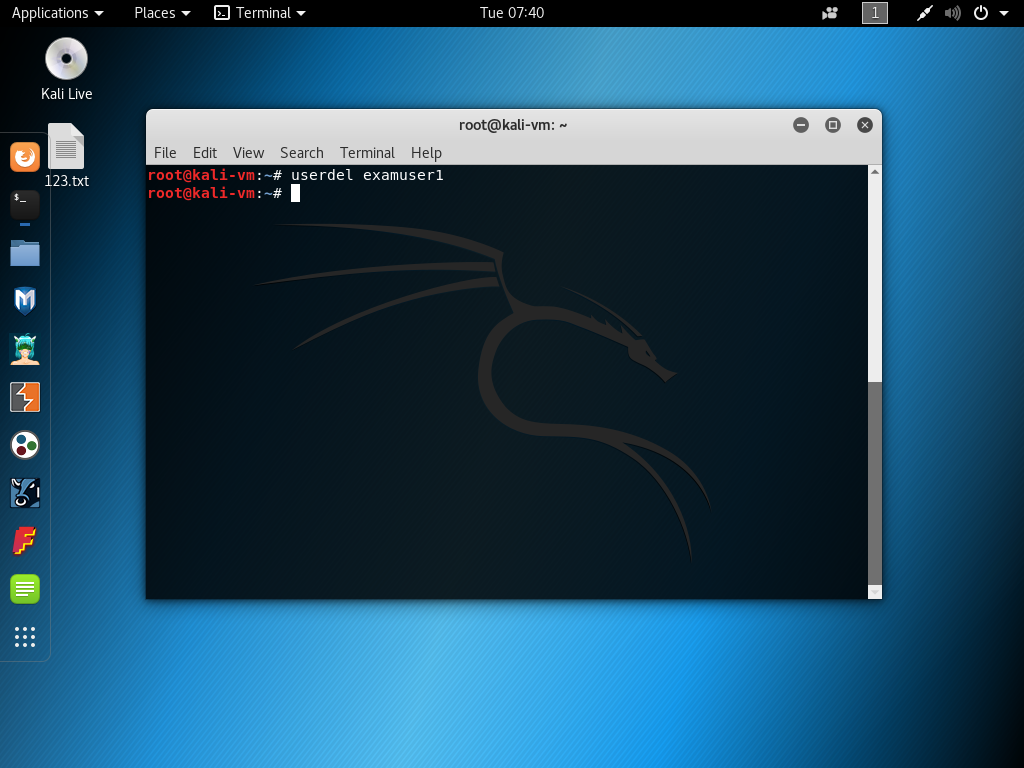 Applications Places Terminal Tue 07:40 1
Kali Live
123.txt
root@kali-vm: ~
File Edit View Search Terminal Help
root@kali-vm:~# userdel examuser1
root@kali-vm:~#